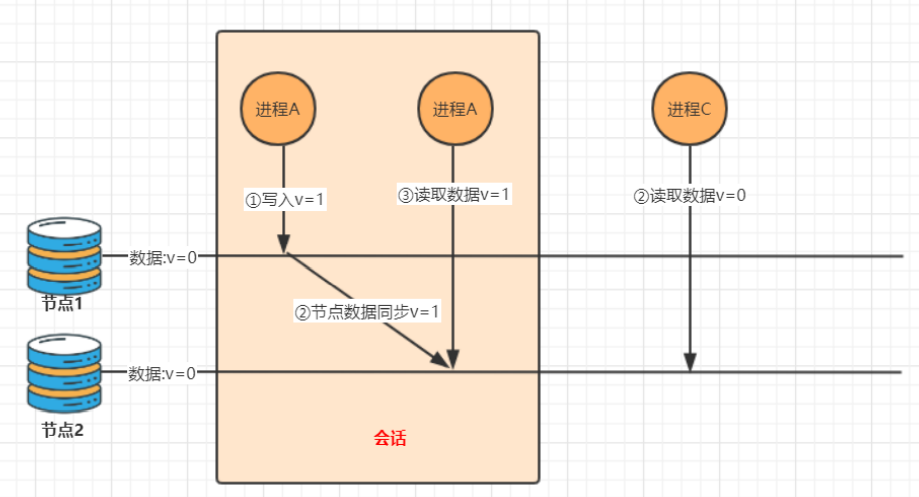 进程A
进程A
进程C
①写入v=1
③读取数据v=1
②读取数据v=0
数据:v=0
节点1
②节点数据同步v=1
数据:v=0
节点2
会话